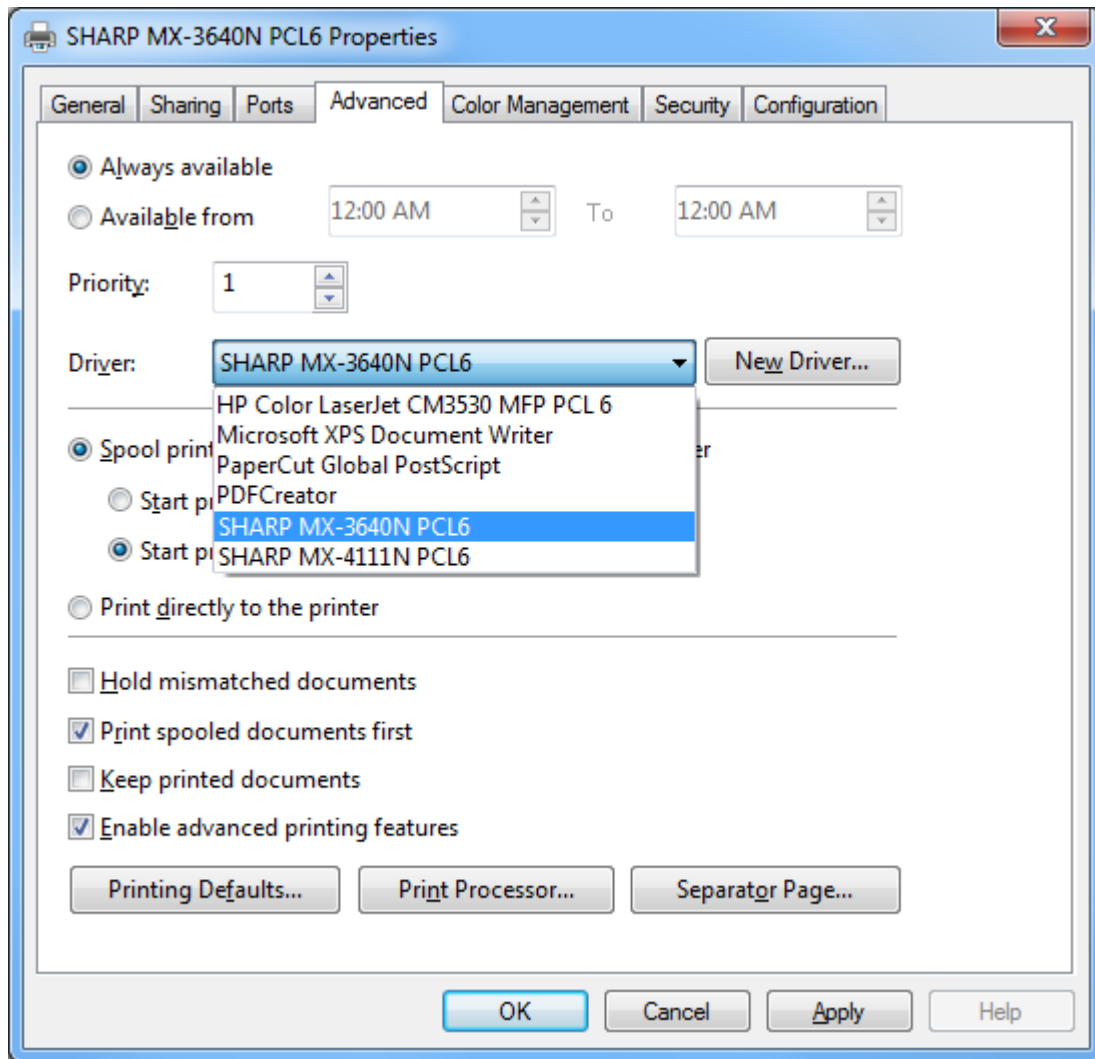 SHARP MX-3640N PCL6 Properties
General Sharing Ports Advanced Color Management Security Configuration
Always available
Available from 12:00 AM To 12:00 AM
Priority: 1
Driver: SHARP MX-3640N PCL6 New Driver...
HP Color LaserJet CM3530 MFP PCL 6
Microsoft XPS Document Writer
PaperCut Global PostScript
PDFCreator
SHARP MX-3640N PCL6
SHARP MX-4111N PCL6
Spool print
Start
Start
Print directly to the printer
Hold mismatched documents
Print spooled documents first
Keep printed documents
Enable advanced printing features
Printing Defaults... Print Processor... Separator Page...
OK Cancel Apply Help